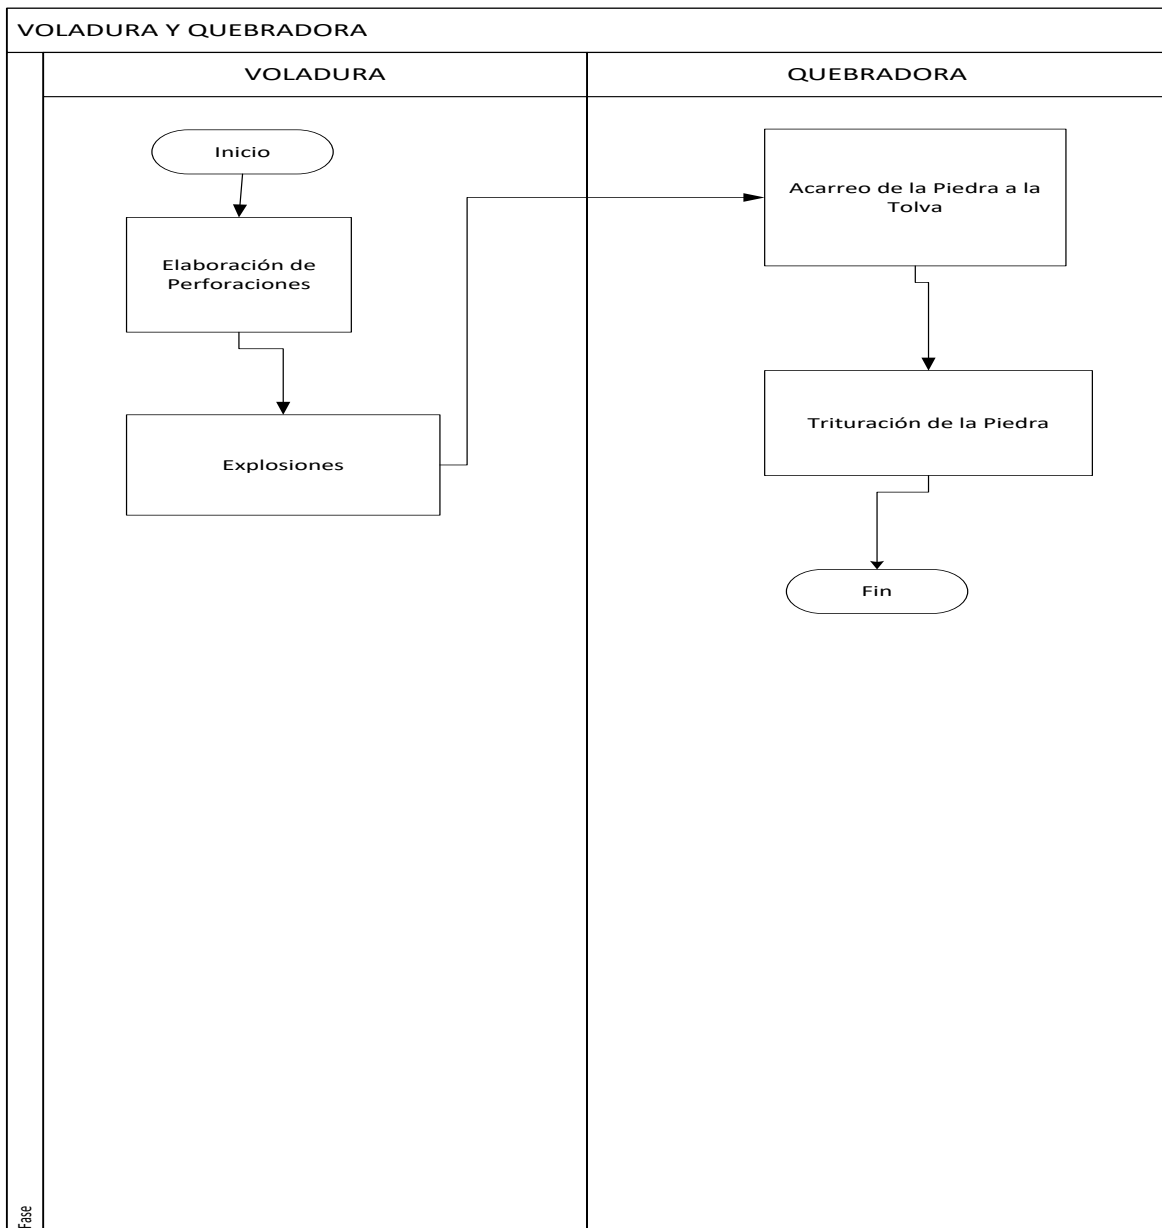 VOLADURA Y QUEBRADORA
VOLADURA
QUEBRADORA
Inicio
Elaboración de
Perforaciones
Explosiones
Acarreo de la Piedra a la
Tolva
Trituración de la Piedra
Fin
Fase